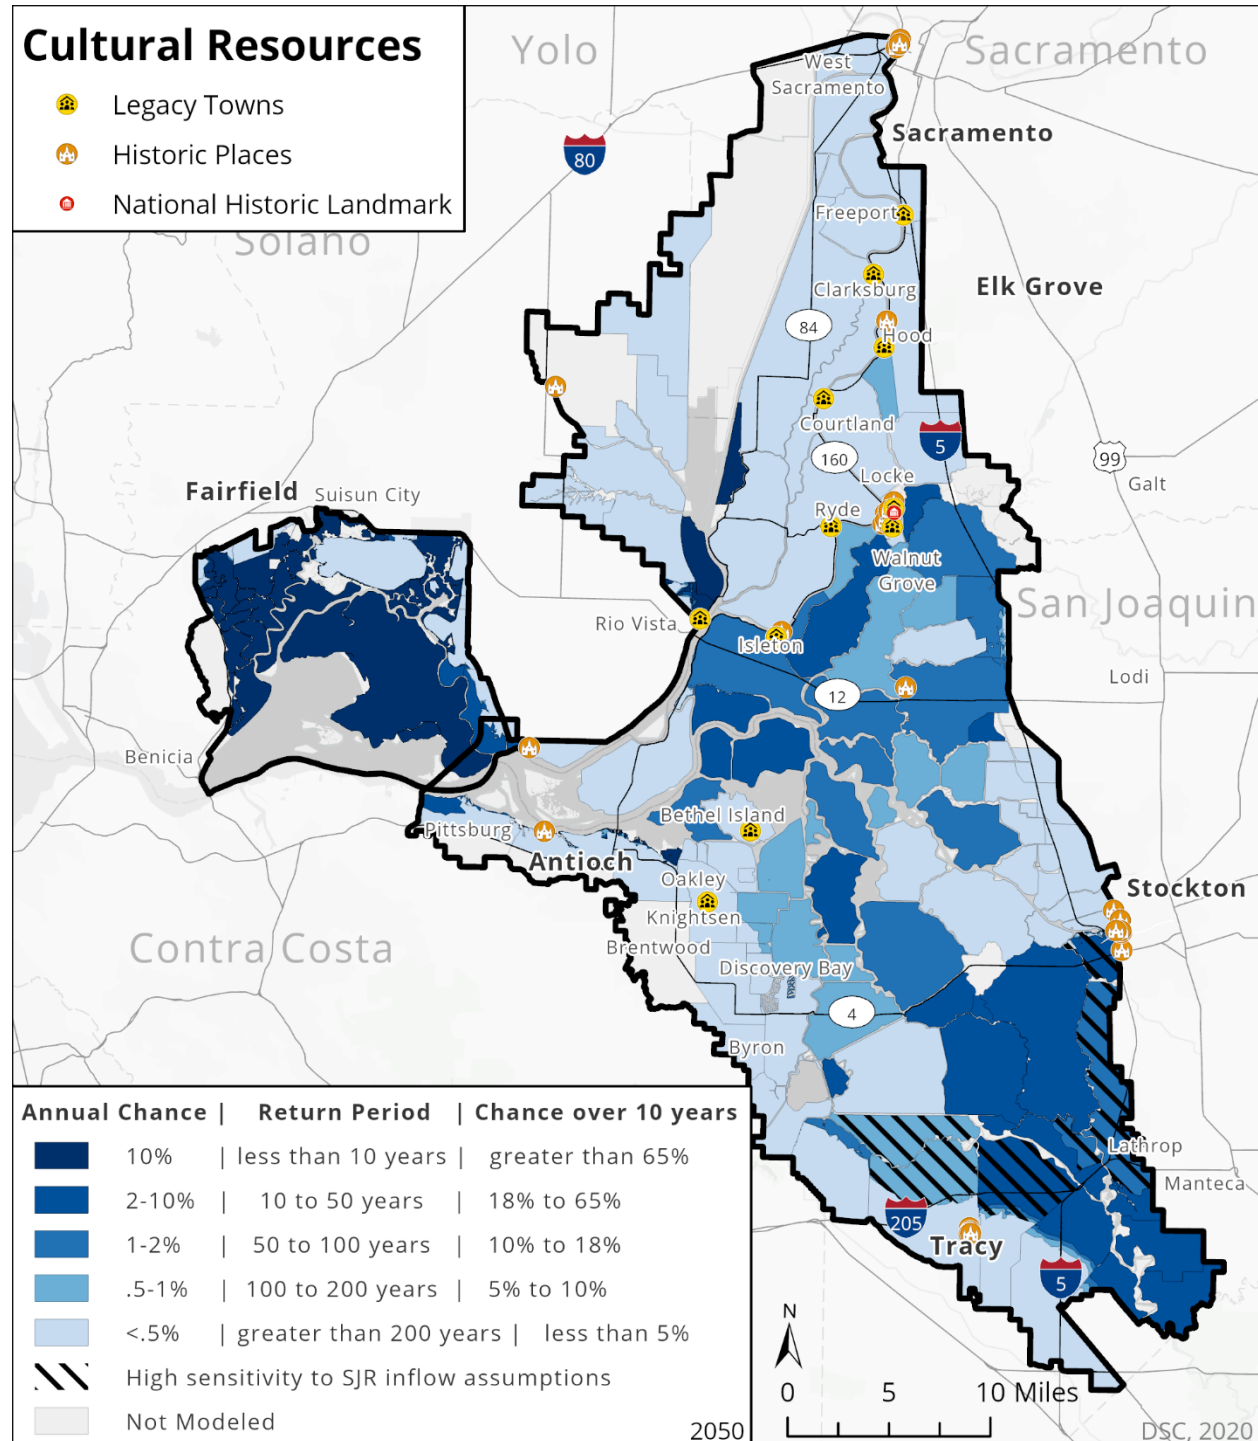 Cultural Resources
Legacy Towns
Historic Places
National Historic Landmark
Yolo
Sacramento
West
Sacramento
Sacramento
80
Freeport
Solano
Clarksburg
Elk Grove
84
Hood
Courtland
5
160
99
Locke
Galt
Fairfield
Suisun City
Ryde
Walnut
Grove
San Joaquin
Rio Vista
Isleton
Lodi
12
Benicia
Bethel Island
Pittsburg
Antioch
Oakley
Stockton
Knightsen
Brentwood
Contra Costa
Discovery Bay
4
Byron
Lathrop
Manteca
205
Tracy
5
Annual Chance | Return Period | Chance over 10 years
10% | less than 10 years | greater than 65%
2-10% | 10 to 50 years | 18% to 65%
1-2% | 50 to 100 years | 10% to 18%
.5-1% | 100 to 200 years | 5% to 10%
<.5% | greater than 200 years | less than 5%
High sensitivity to SJR inflow assumptions
Not Modeled
N
0 5 10 Miles
2050
DSC, 2020